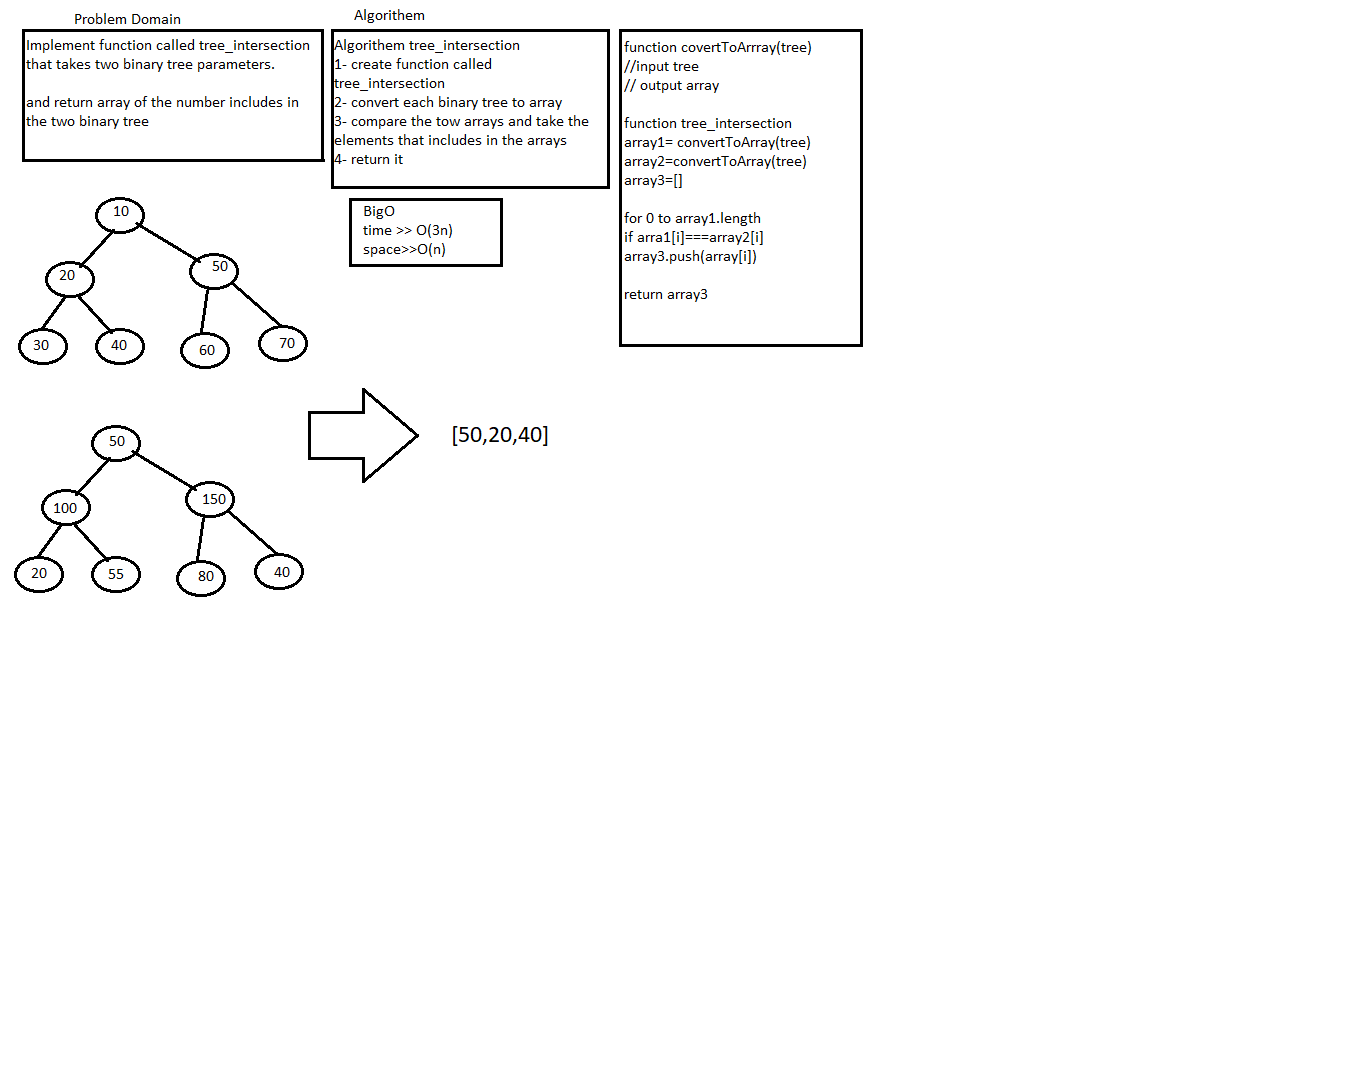 Problem Domain
Implement function called tree_intersection
that takes two binary tree parameters.
and return array of the number includes in
the two binary tree
Algorithem
Algorithem tree_intersection
1- create function called
tree_intersection
2- convert each binary tree to array
3- compare the tow arrays and take the
elements that includes in the arrays
4- return it
BigO
time >> O(3n)
space>>O(n)
function covertToArrray(tree)
//input tree
// output array
function tree_intersection
array1= convertToArray(tree)
array2=convertToArray(tree)
array3=[]
for 0 to array1.length
if arra1[i]===array2[i]
array3.push(array[i])
return array3
10
20
50
30
40
60
70
[50,20,40]
50
100
150
20
55
80
40